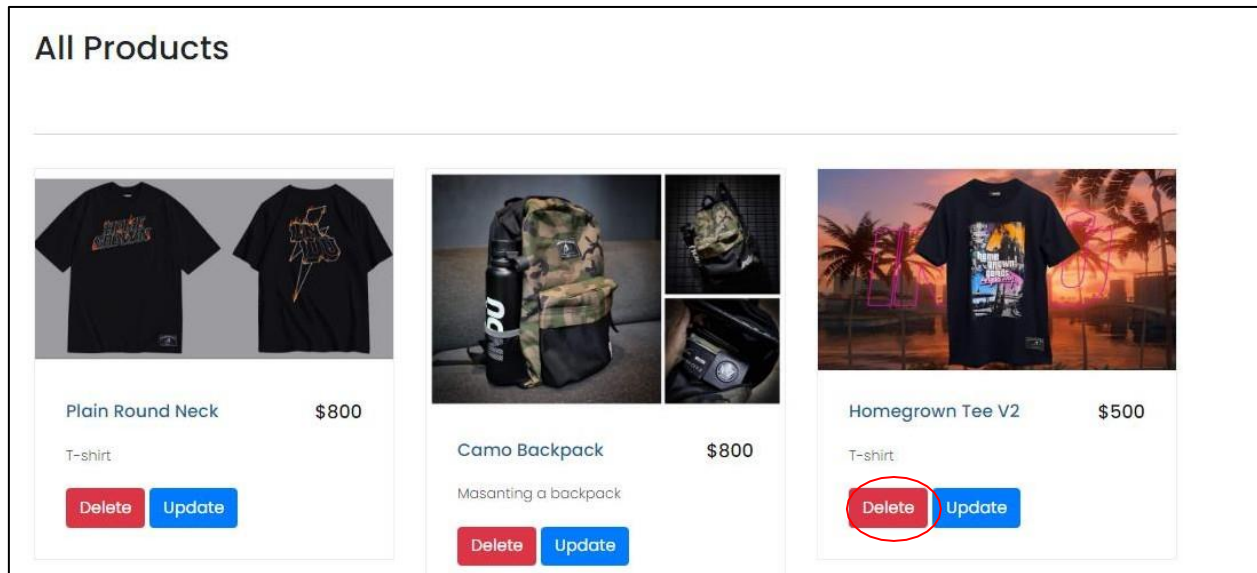 All Products
Plain Round Neck $800
T-shirt
Delete Update
Camo Backpack $800
Masanting a backpack
Delete Update
Homegrown Tee V2 $500
T-shirt
Delete Update